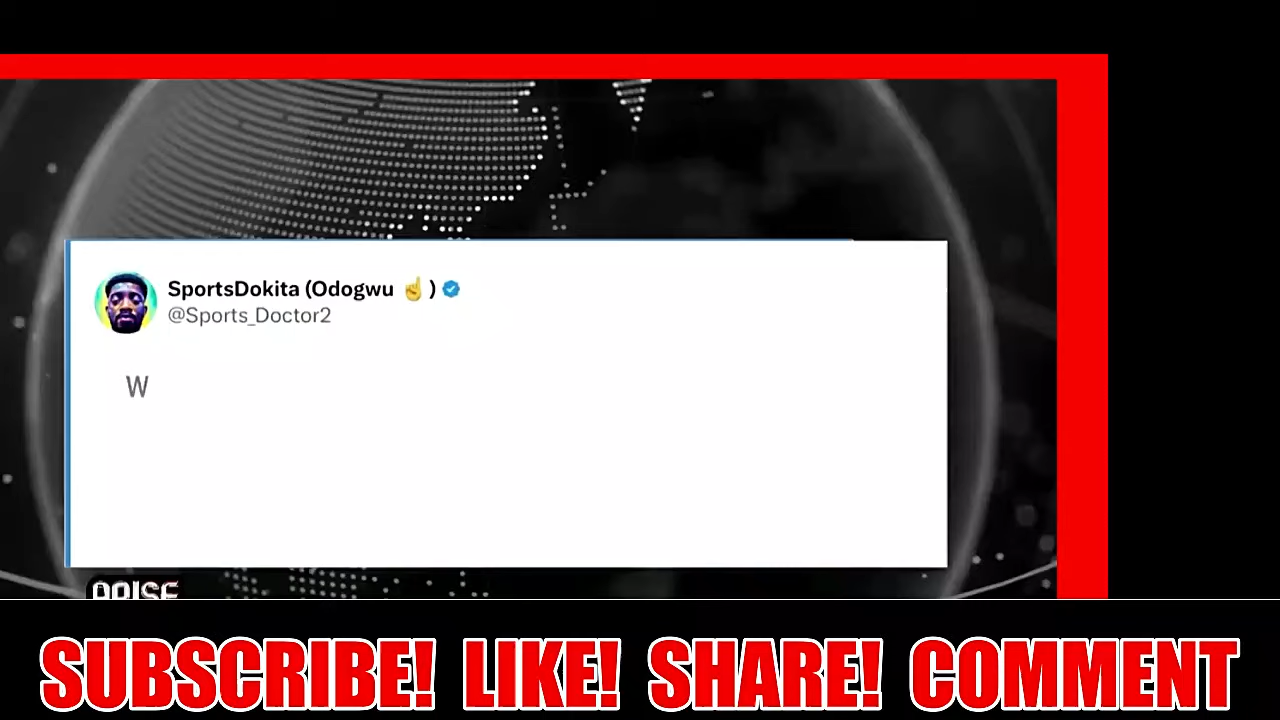 SportsDokita (Odogwu ☝️)
@Sports_Doctor2
W
SUBSCRIBE! LIKE! SHARE! COMMENT